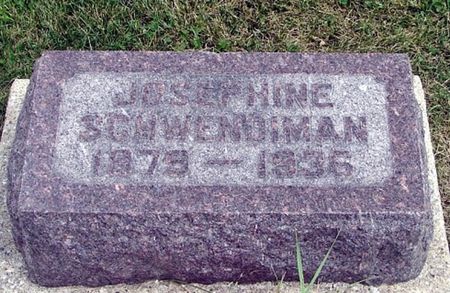 JOSEPHINE
SCHWENDIMAN
1879 — 1936